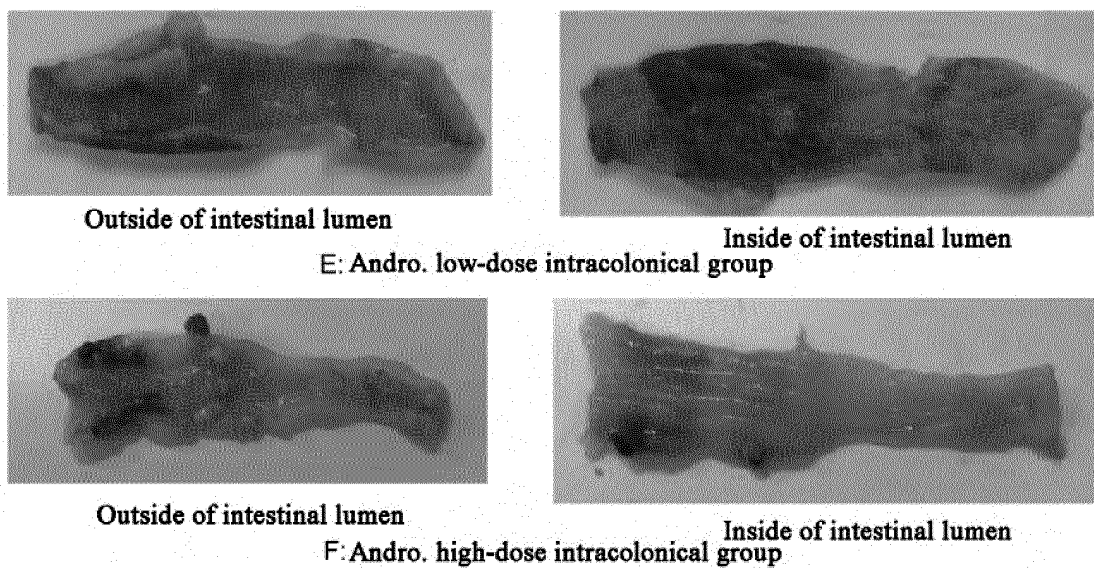 Outside of intestinal lumen
Inside of intestinal lumen
E: Andro. low-dose intracolonical group
Outside of intestinal lumen
Inside of intestinal lumen
F: Andro. high-dose intracolonical group